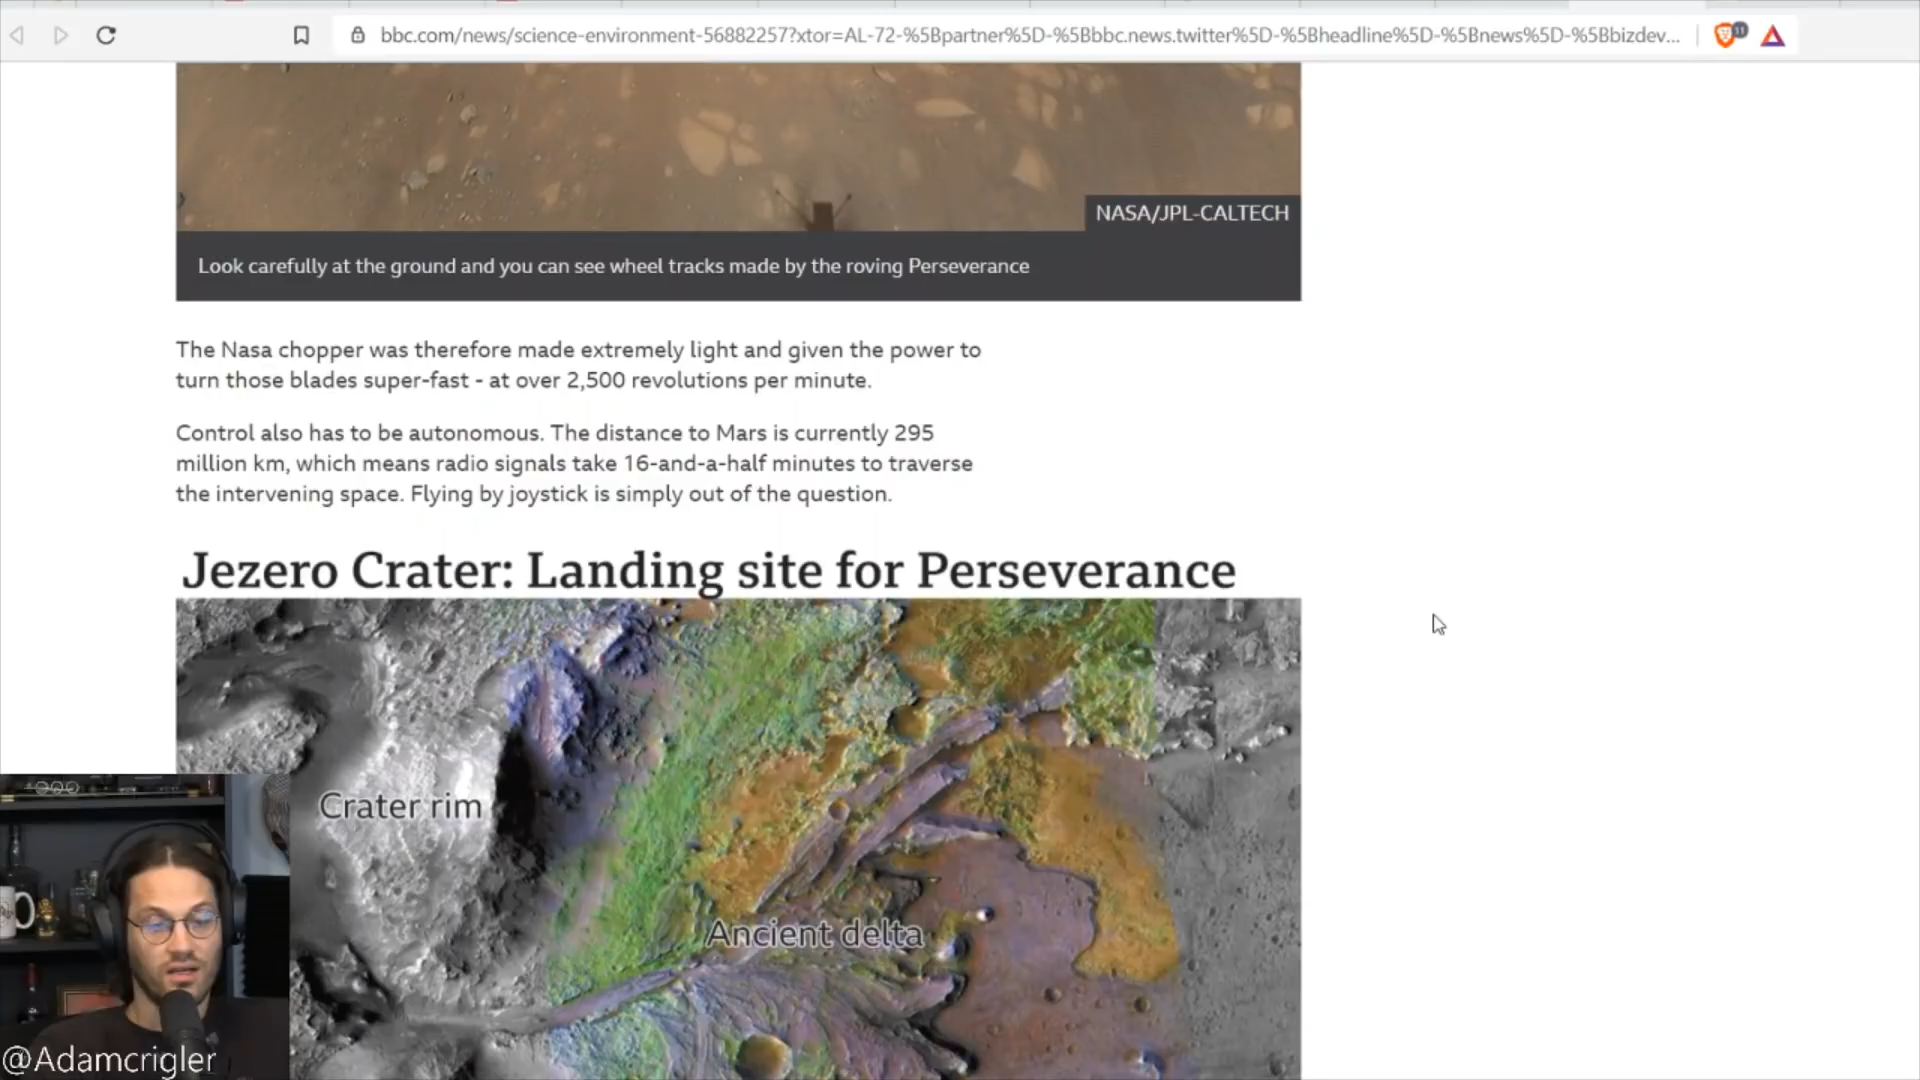 bbc.com/news/science-environment-56882257?xtor=AL-72-%5Bpartner%5D-%5Bbbc.news.twitter%5D-%5Bheadline%5D-%5Bnews%5D-%5Bbizdev...
11
NASA/JPL-CALTECH
Look carefully at the ground and you can see wheel tracks made by the roving Perseverance
The Nasa chopper was therefore made extremely light and given the power to
turn those blades super-fast - at over 2,500 revolutions per minute.
Control also has to be autonomous. The distance to Mars is currently 295
million km, which means radio signals take 16-and-a-half minutes to traverse
the intervening space. Flying by joystick is simply out of the question.
Jezero Crater: Landing site for Perseverance
Crater rim
Ancient delta
@Adamcrigler